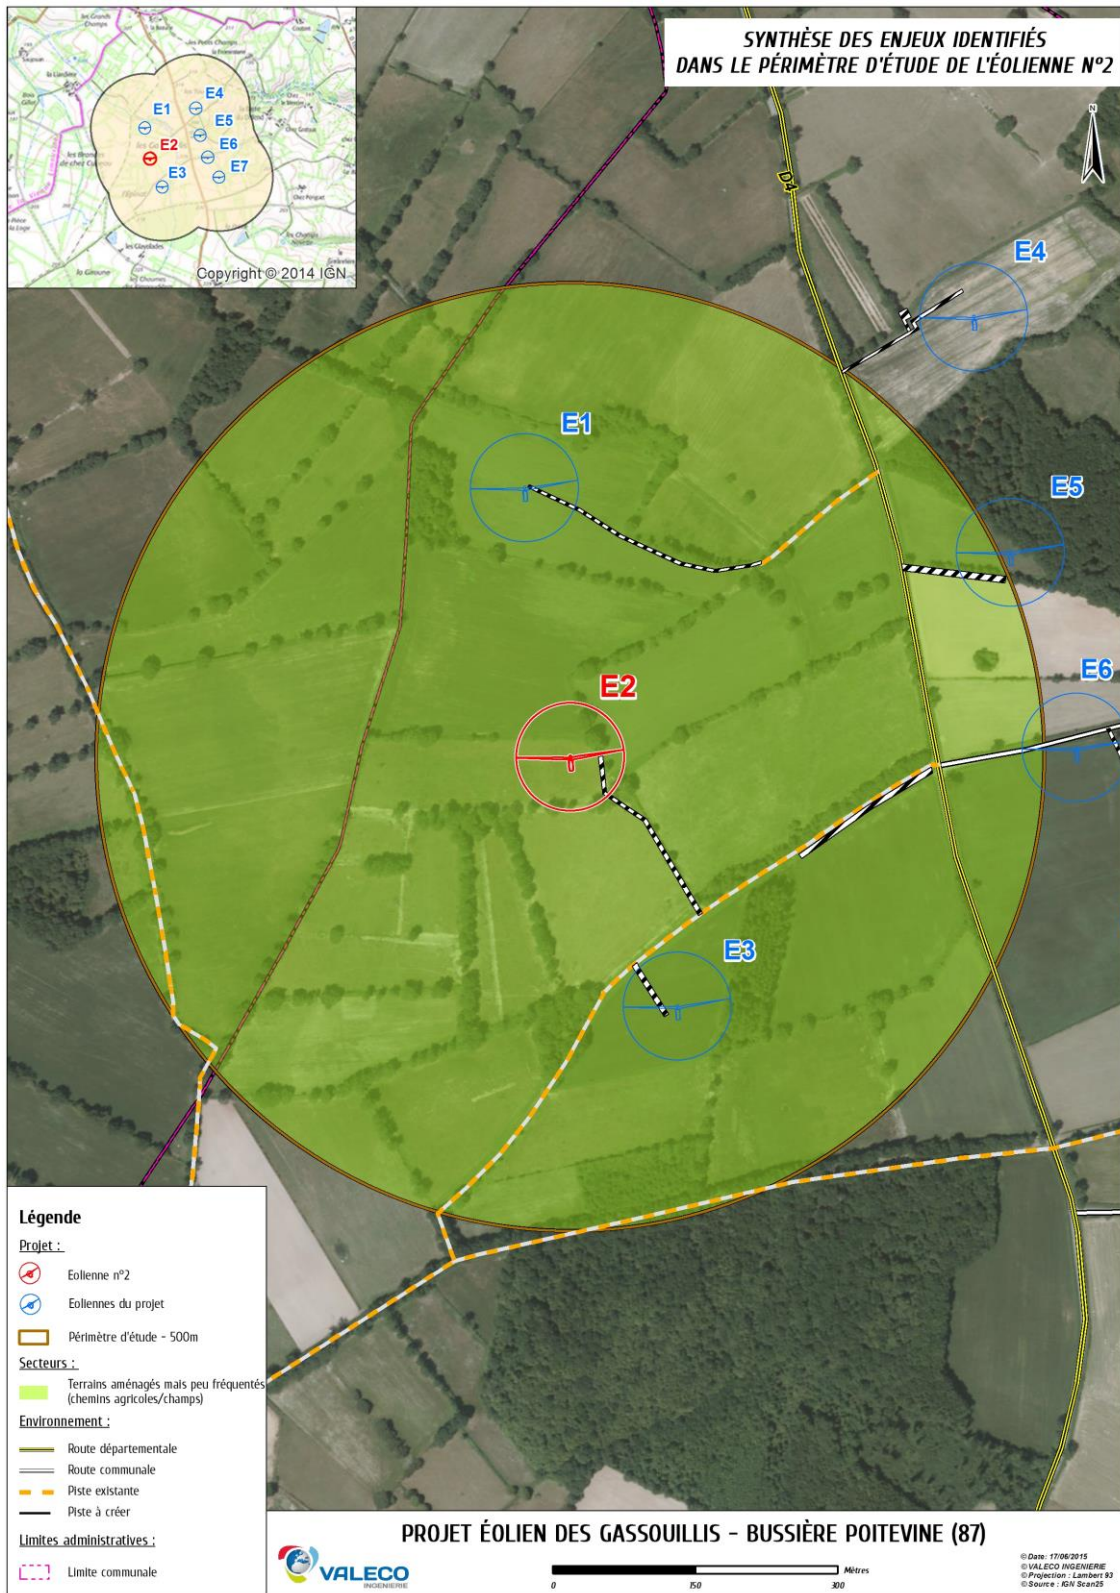 SYNTHÈSE DES ENJEUX IDENTIFIÉS
DANS LE PÉRIMÈTRE D'ÉTUDE DE L'ÉOLIENNE Nº2
E1
E4
E5
E2
E6
E3
E7
Copyright © 2014 IGN
N
D4
E4
E1
E5
E2
E6
E3
Légende
Projet :
Eolienne nº2
Eoliennes du projet
Périmètre d'étude - 500m
Secteurs :
Terrains aménagés mais peu fréquentés
(chemins agricoles/champs)
Environnement :
Route départementale
Route communale
Piste existante
Piste à créer
Limites administratives :
Limite communale
PROJET ÉOLIEN DES GASSOUILLIS - BUSSIÈRE POITEVINE (87)
VALECO
INGENIERIE
Mètres
0 150 300
© Date: 17/06/2015
© VALECO INGENIERIE
© Projection : Lambert 93
© Source : IGN Scan25